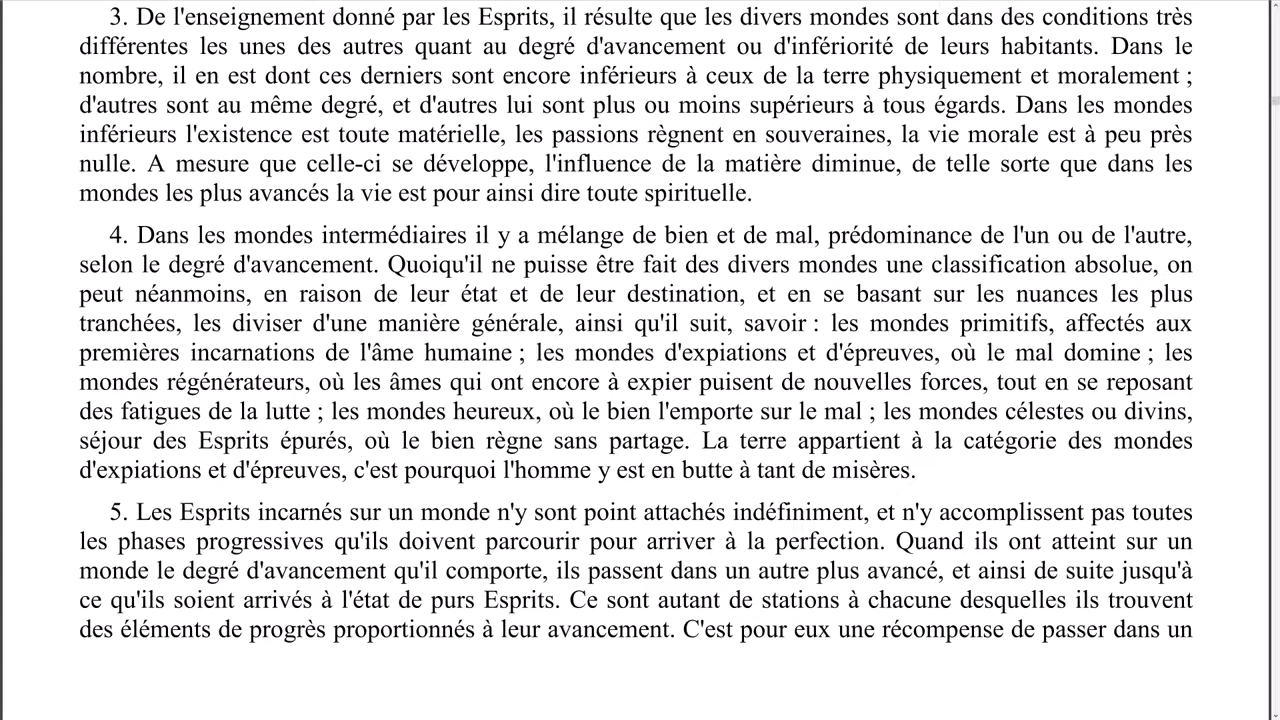 3. De l'enseignement donné par les Esprits, il résulte que les divers mondes sont dans des conditions très
différentes les unes des autres quant au degré d'avancement ou d'infériorité de leurs habitants. Dans le
nombre, il en est dont ces derniers sont encore inférieurs à ceux de la terre physiquement et moralement ;
d'autres sont au même degré, et d'autres lui sont plus ou moins supérieurs à tous égards. Dans les mondes
inférieurs l'existence est toute matérielle, les passions règnent en souveraines, la vie morale est à peu près
nulle. A mesure que celle-ci se développe, l'influence de la matière diminue, de telle sorte que dans les
mondes les plus avancés la vie est pour ainsi dire toute spirituelle.
4. Dans les mondes intermédiaires il y a mélange de bien et de mal, prédominance de l'un ou de l'autre,
selon le degré d'avancement. Quoiqu'il ne puisse être fait des divers mondes une classification absolue, on
peut néanmoins, en raison de leur état et de leur destination, et en se basant sur les nuances les plus
tranchées, les diviser d'une manière générale, ainsi qu'il suit, savoir : les mondes primitifs, affectés aux
premières incarnations de l'âme humaine ; les mondes d'expiations et d'épreuves, où le mal domine ; les
mondes régénérateurs, où les âmes qui ont encore à expier puisent de nouvelles forces, tout en se reposant
des fatigues de la lutte ; les mondes heureux, où le bien l'emporte sur le mal ; les mondes célestes ou divins,
séjour des Esprits épurés, où le bien règne sans partage. La terre appartient à la catégorie des mondes
d'expiations et d'épreuves, c'est pourquoi l'homme y est en butte à tant de misères.
5. Les Esprits incarnés sur un monde n'y sont point attachés indéfiniment, et n'y accomplissent pas toutes
les phases progressives qu'ils doivent parcourir pour arriver à la perfection. Quand ils ont atteint sur un
monde le degré d'avancement qu'il comporte, ils passent dans un autre plus avancé, et ainsi de suite jusqu'à
ce qu'ils soient arrivés à l'état de purs Esprits. Ce sont autant de stations à chacune desquelles ils trouvent
des éléments de progrès proportionnés à leur avancement. C'est pour eux une récompense de passer dans un